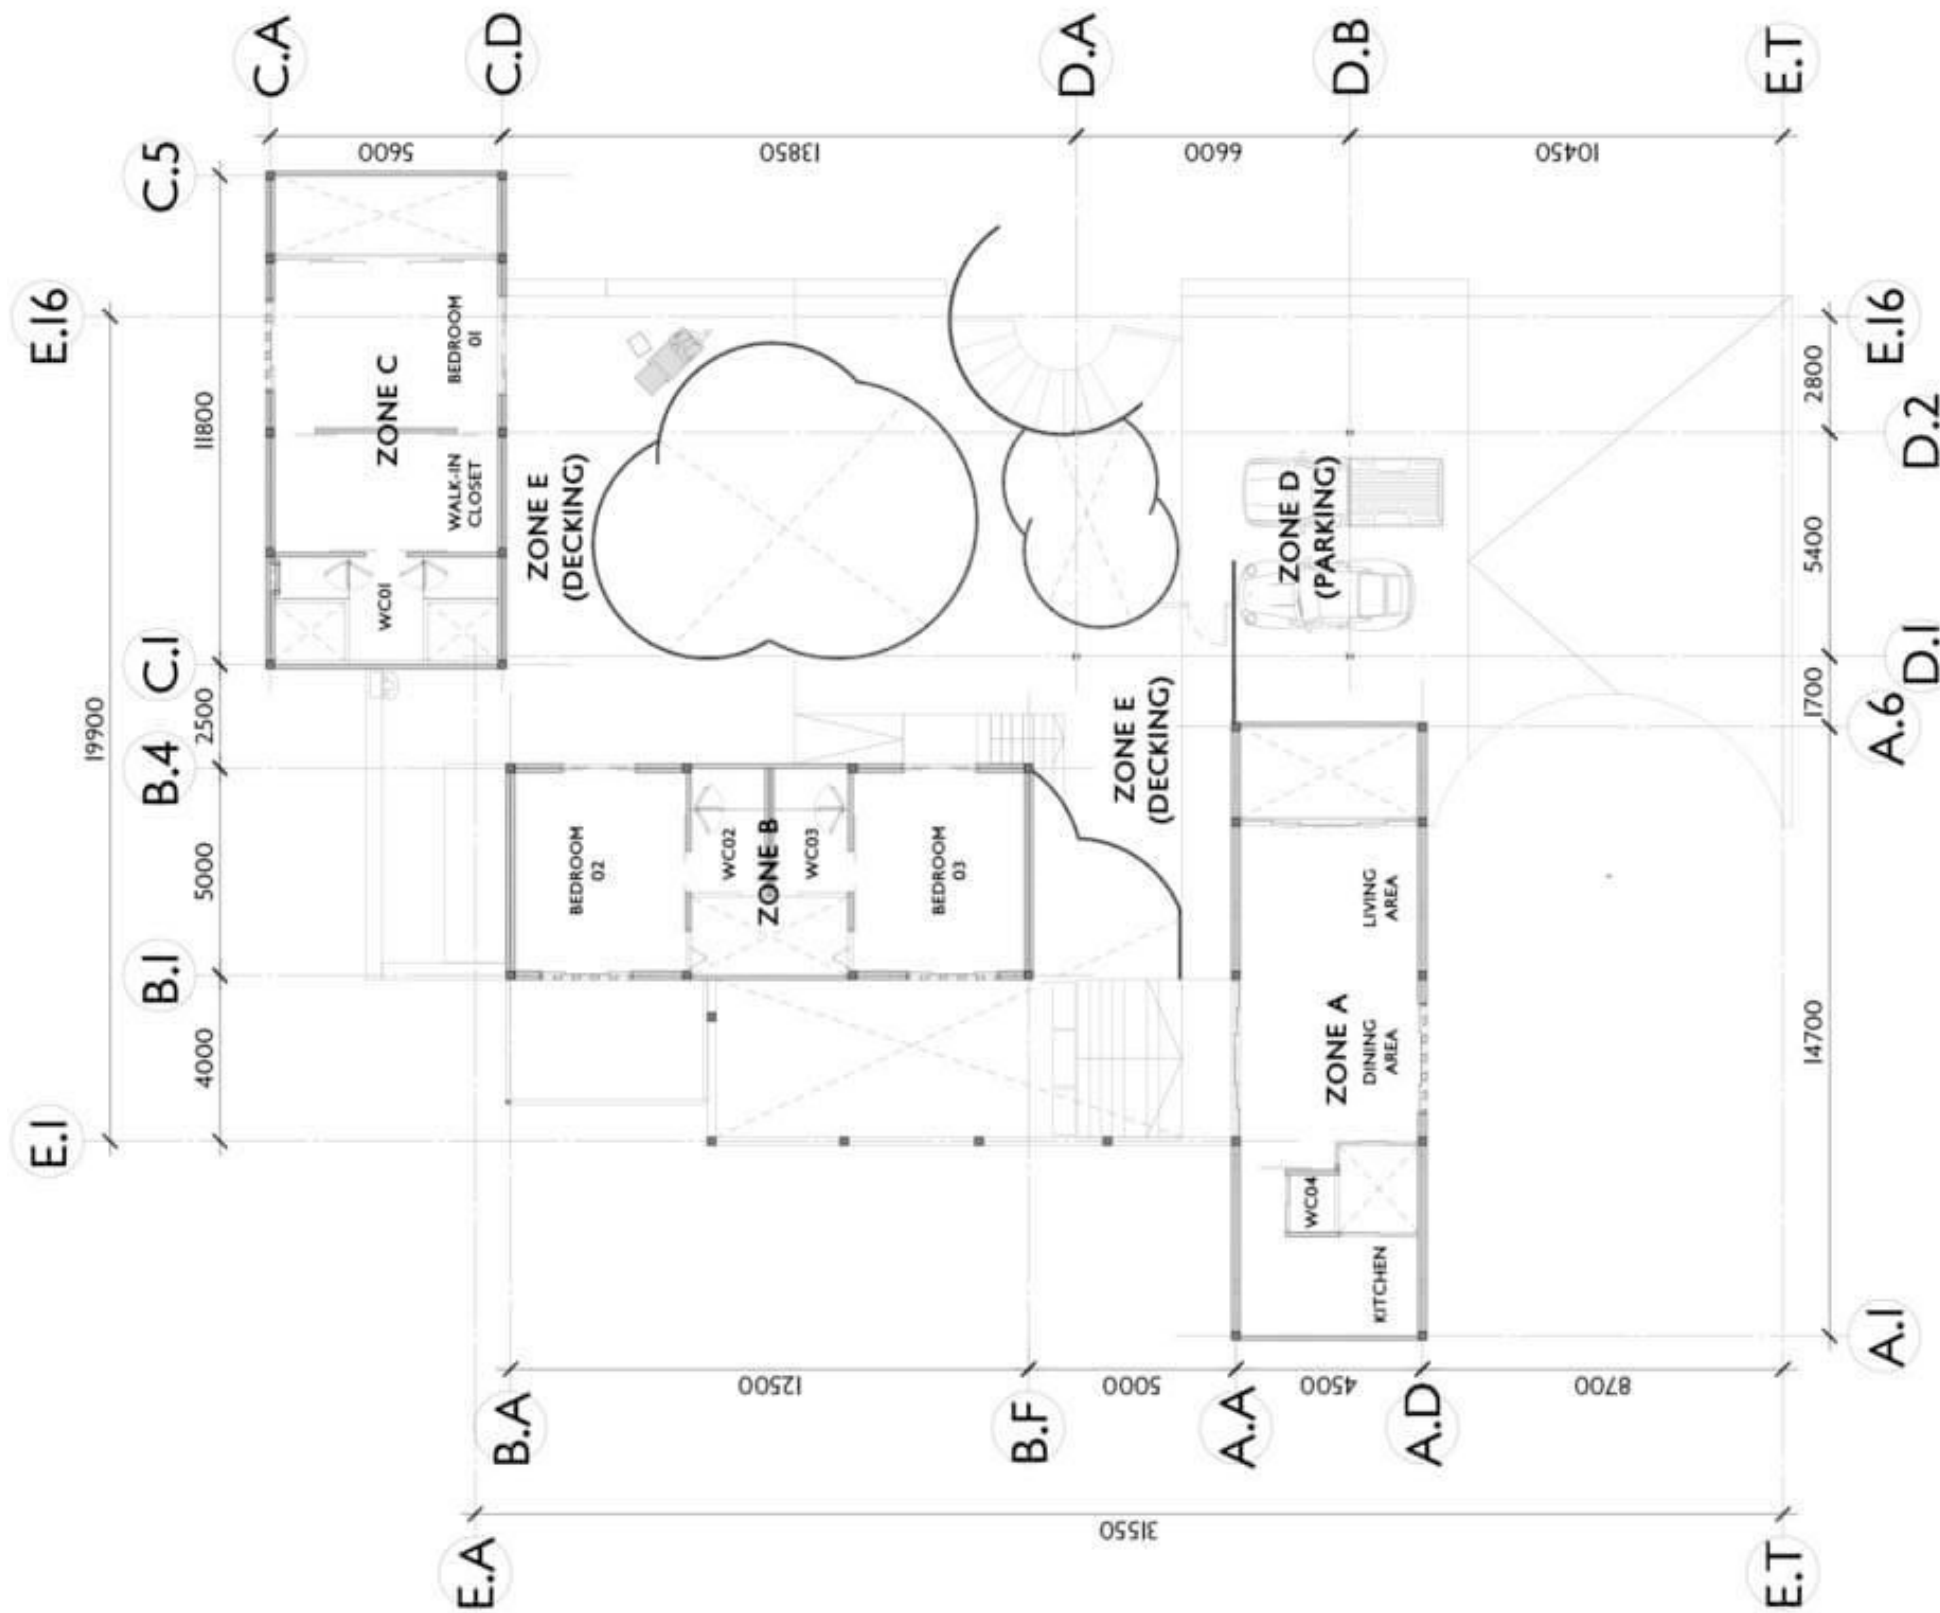 C.A
C.D
D.A
D.B
E.T
5600
13850
6600
10450
C.5
E.16
C.1
B.4
B.1
E.1
11800
2500
5000
4000
19900
ZONE C
BEDROOM
01
WALK-IN
CLOSET
WC01
ZONE E
(DECKING)
ZONE B
BEDROOM
02
WC02
WC03
BEDROOM
03
ZONE E
(DECKING)
ZONE D
(PARKING)
ZONE A
LIVING
AREA
DINING
AREA
WC04
KITCHEN
E.16
D.2
D.1
A.6
A.1
2800
5400
1700
14700
B.A
B.F
A.A
A.D
12500
5000
4500
8700
E.A
E.T
31550